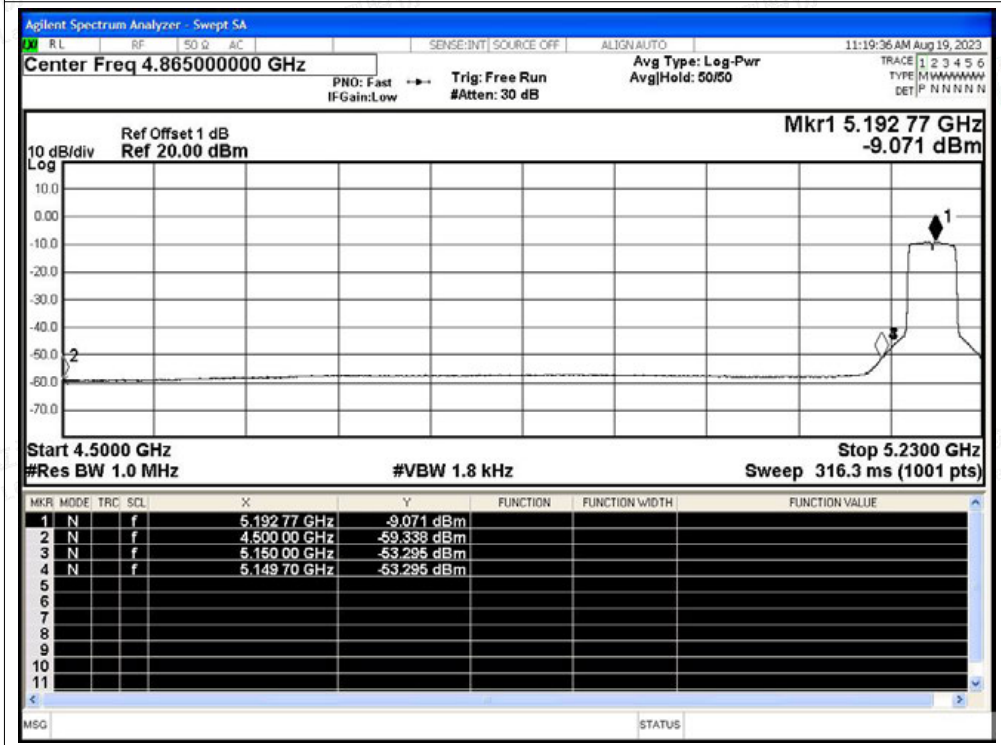 Agilent Spectrum Analyzer - Swept SA
LXI RL RF 50 Ω AC SENSE:INT SOURCE OFF ALIGN AUTO 11:19:36 AM Aug 19, 2023
Center Freq 4.865000000 GHz Avg Type: Log-Pwr TRACE 1 2 3 4 5 6
PNO: Fast Trig: Free Run Avg|Hold: 50/50 TYPE M WWWWW
IFGain:Low #Atten: 30 dB DET P N N N N N
Mkr1 5.192 77 GHz
Ref Offset 1 dB
10 dB/div Ref 20.00 dBm -9.071 dBm
Log
10.0
0.00
1
-10.0
-20.0
-30.0
-40.0
3
-50.0
2
-60.0
-70.0
Start 4.5000 GHz Stop 5.2300 GHz
#Res BW 1.0 MHz #VBW 1.8 kHz Sweep 316.3 ms (1001 pts)
MKR MODE TRC SCL X Y FUNCTION FUNCTION WIDTH FUNCTION VALUE
1 N f 5.192 77 GHz -9.071 dBm
2 N f 4.500 00 GHz -59.338 dBm
3 N f 5.150 00 GHz -53.295 dBm
4 N f 5.149 70 GHz -53.295 dBm
5
6
7
8
9
10
11
MSG STATUS